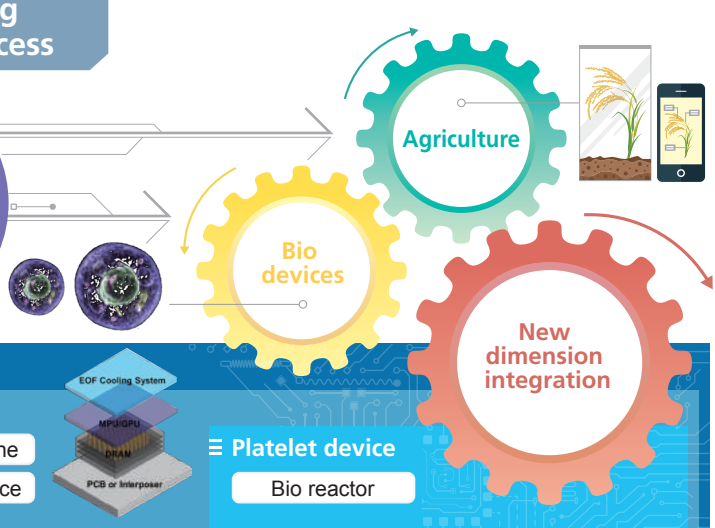 g
cess
Agriculture
Bio
devices
New
dimension
integration
EOF Cooling System
MPU/GPU
DRAM
PCB or Interposer
ne
ce
Platelet device
Bio reactor